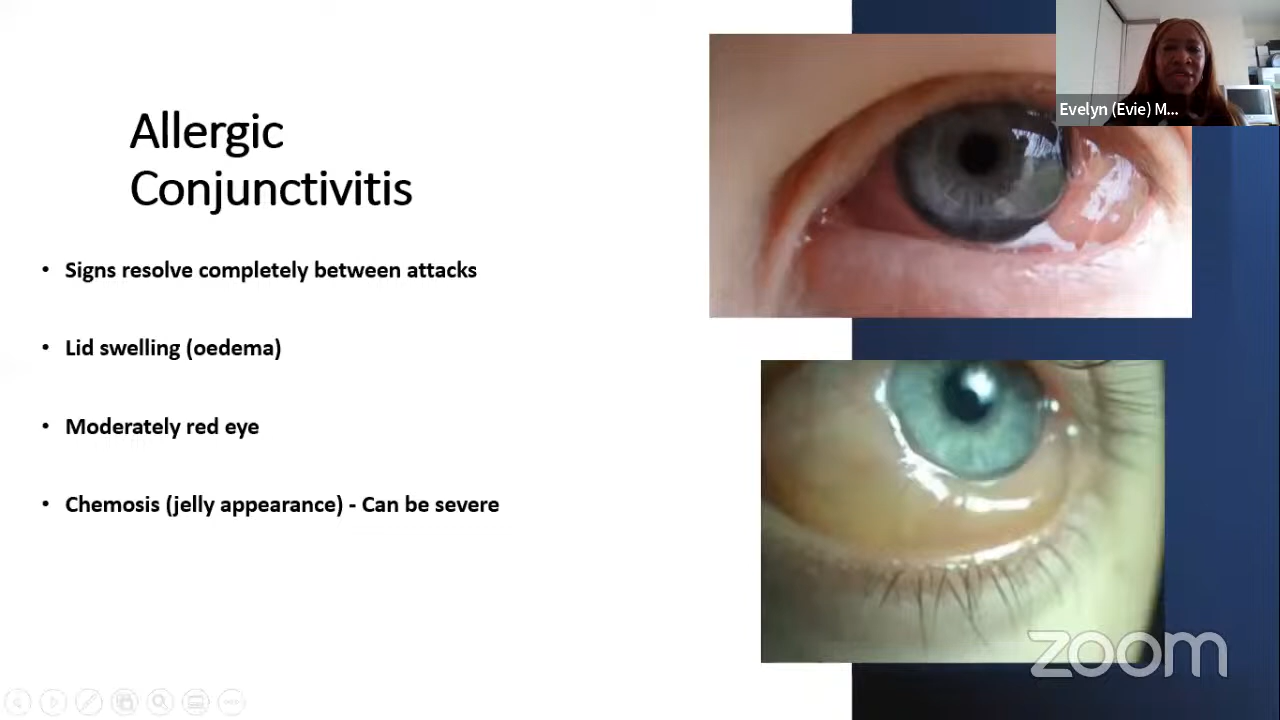 Evelyn (Evie) M...
Allergic
Conjunctivitis
• Signs resolve completely between attacks
• Lid swelling (oedema)
• Moderately red eye
• Chemosis (jelly appearance) - Can be severe
zoom